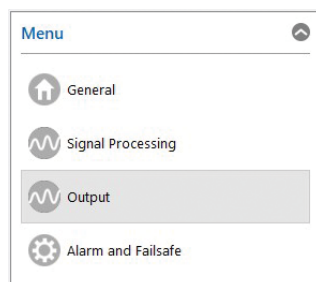 Menu
General
Signal Processing
Output
Alarm and Failsafe